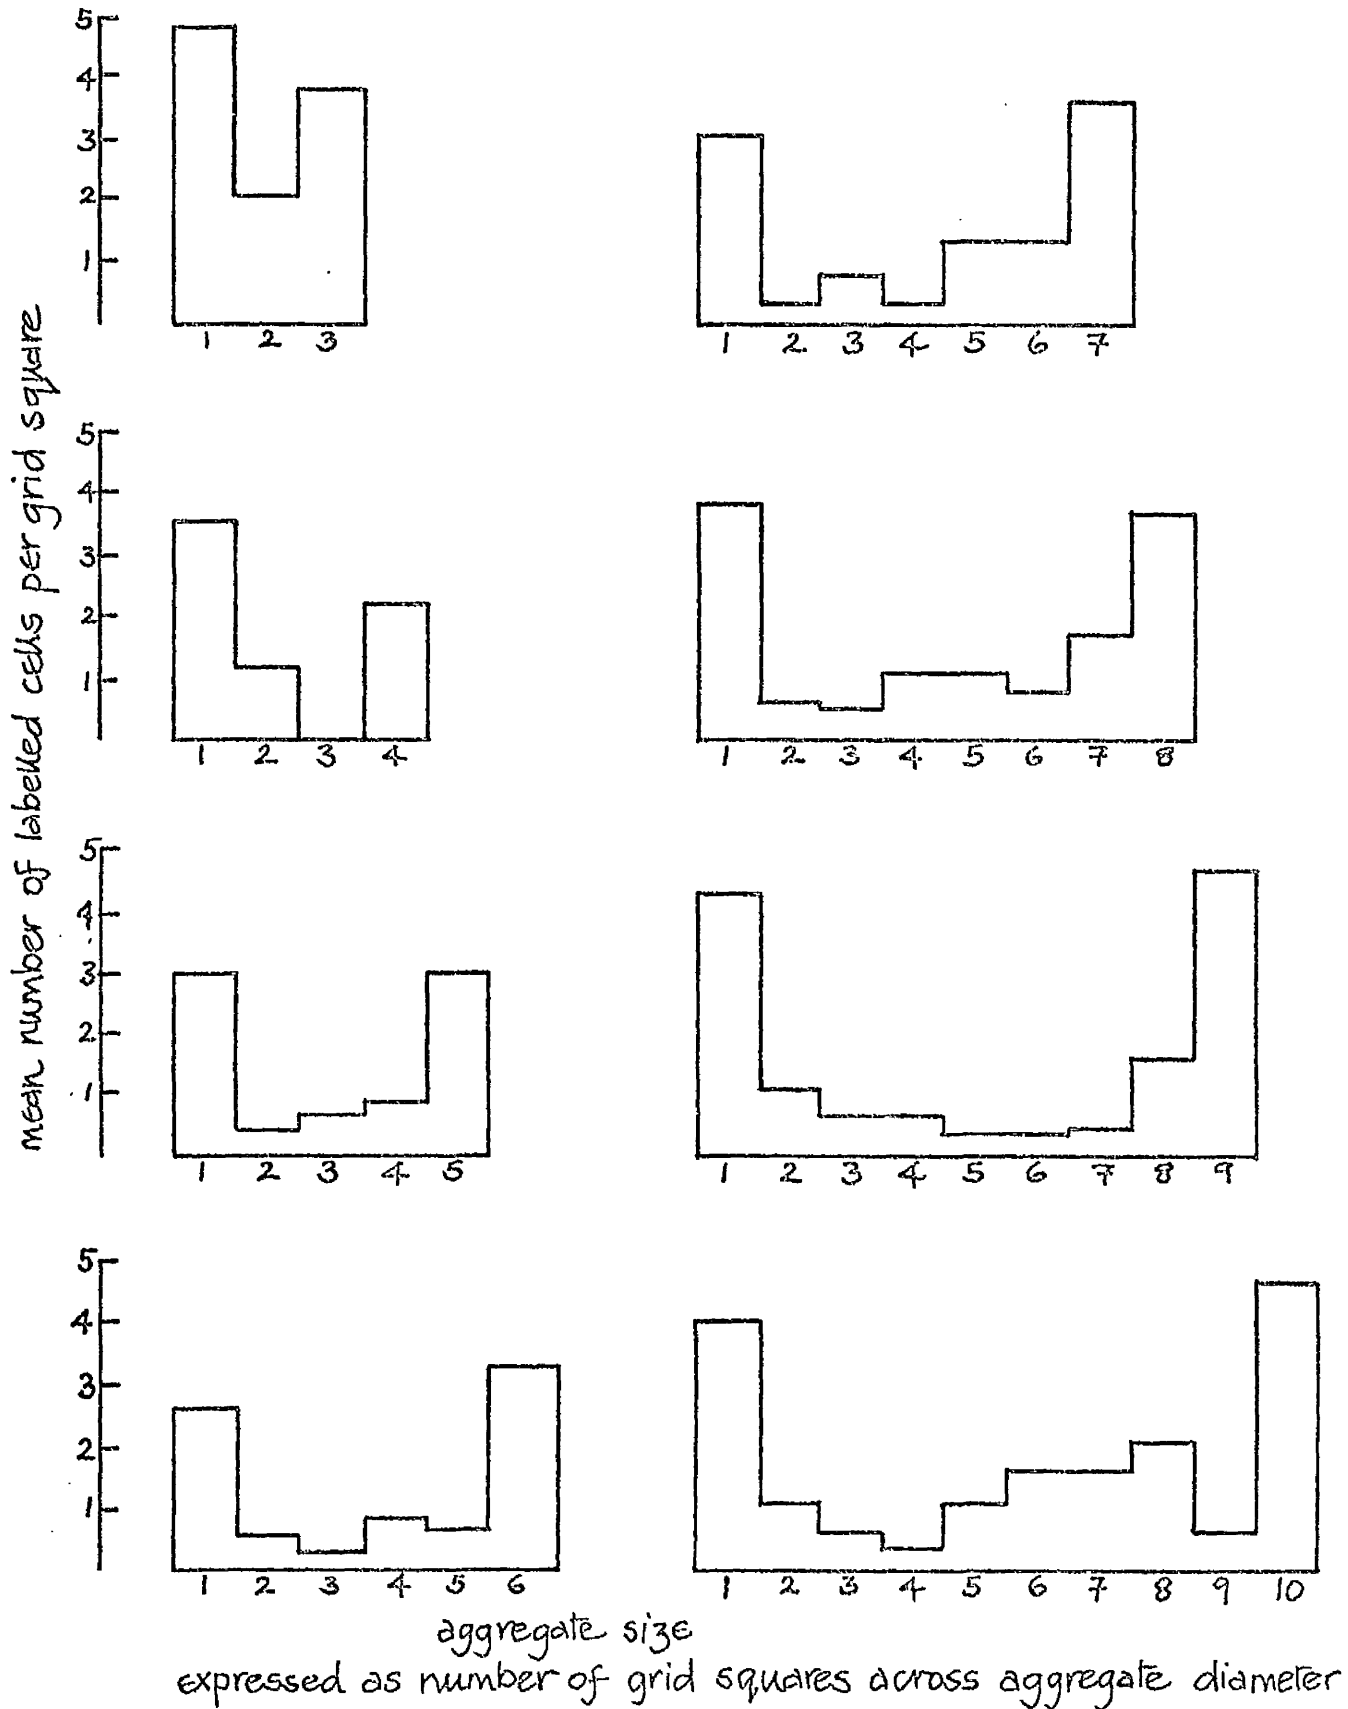 mean number of labelled cells per grid square
5
4
3
2
1
1 2 3
1 2 3 4 5 6 7
5
4
3
2
1
1 2 3 4
1 2 3 4 5 6 7 8
5
4
3
2
1
1 2 3 4 5
1 2 3 4 5 6 7 8 9
5
4
3
2
1
1 2 3 4 5 6
1 2 3 4 5 6 7 8 9 10
aggregate size
expressed as number of grid squares across aggregate diameter